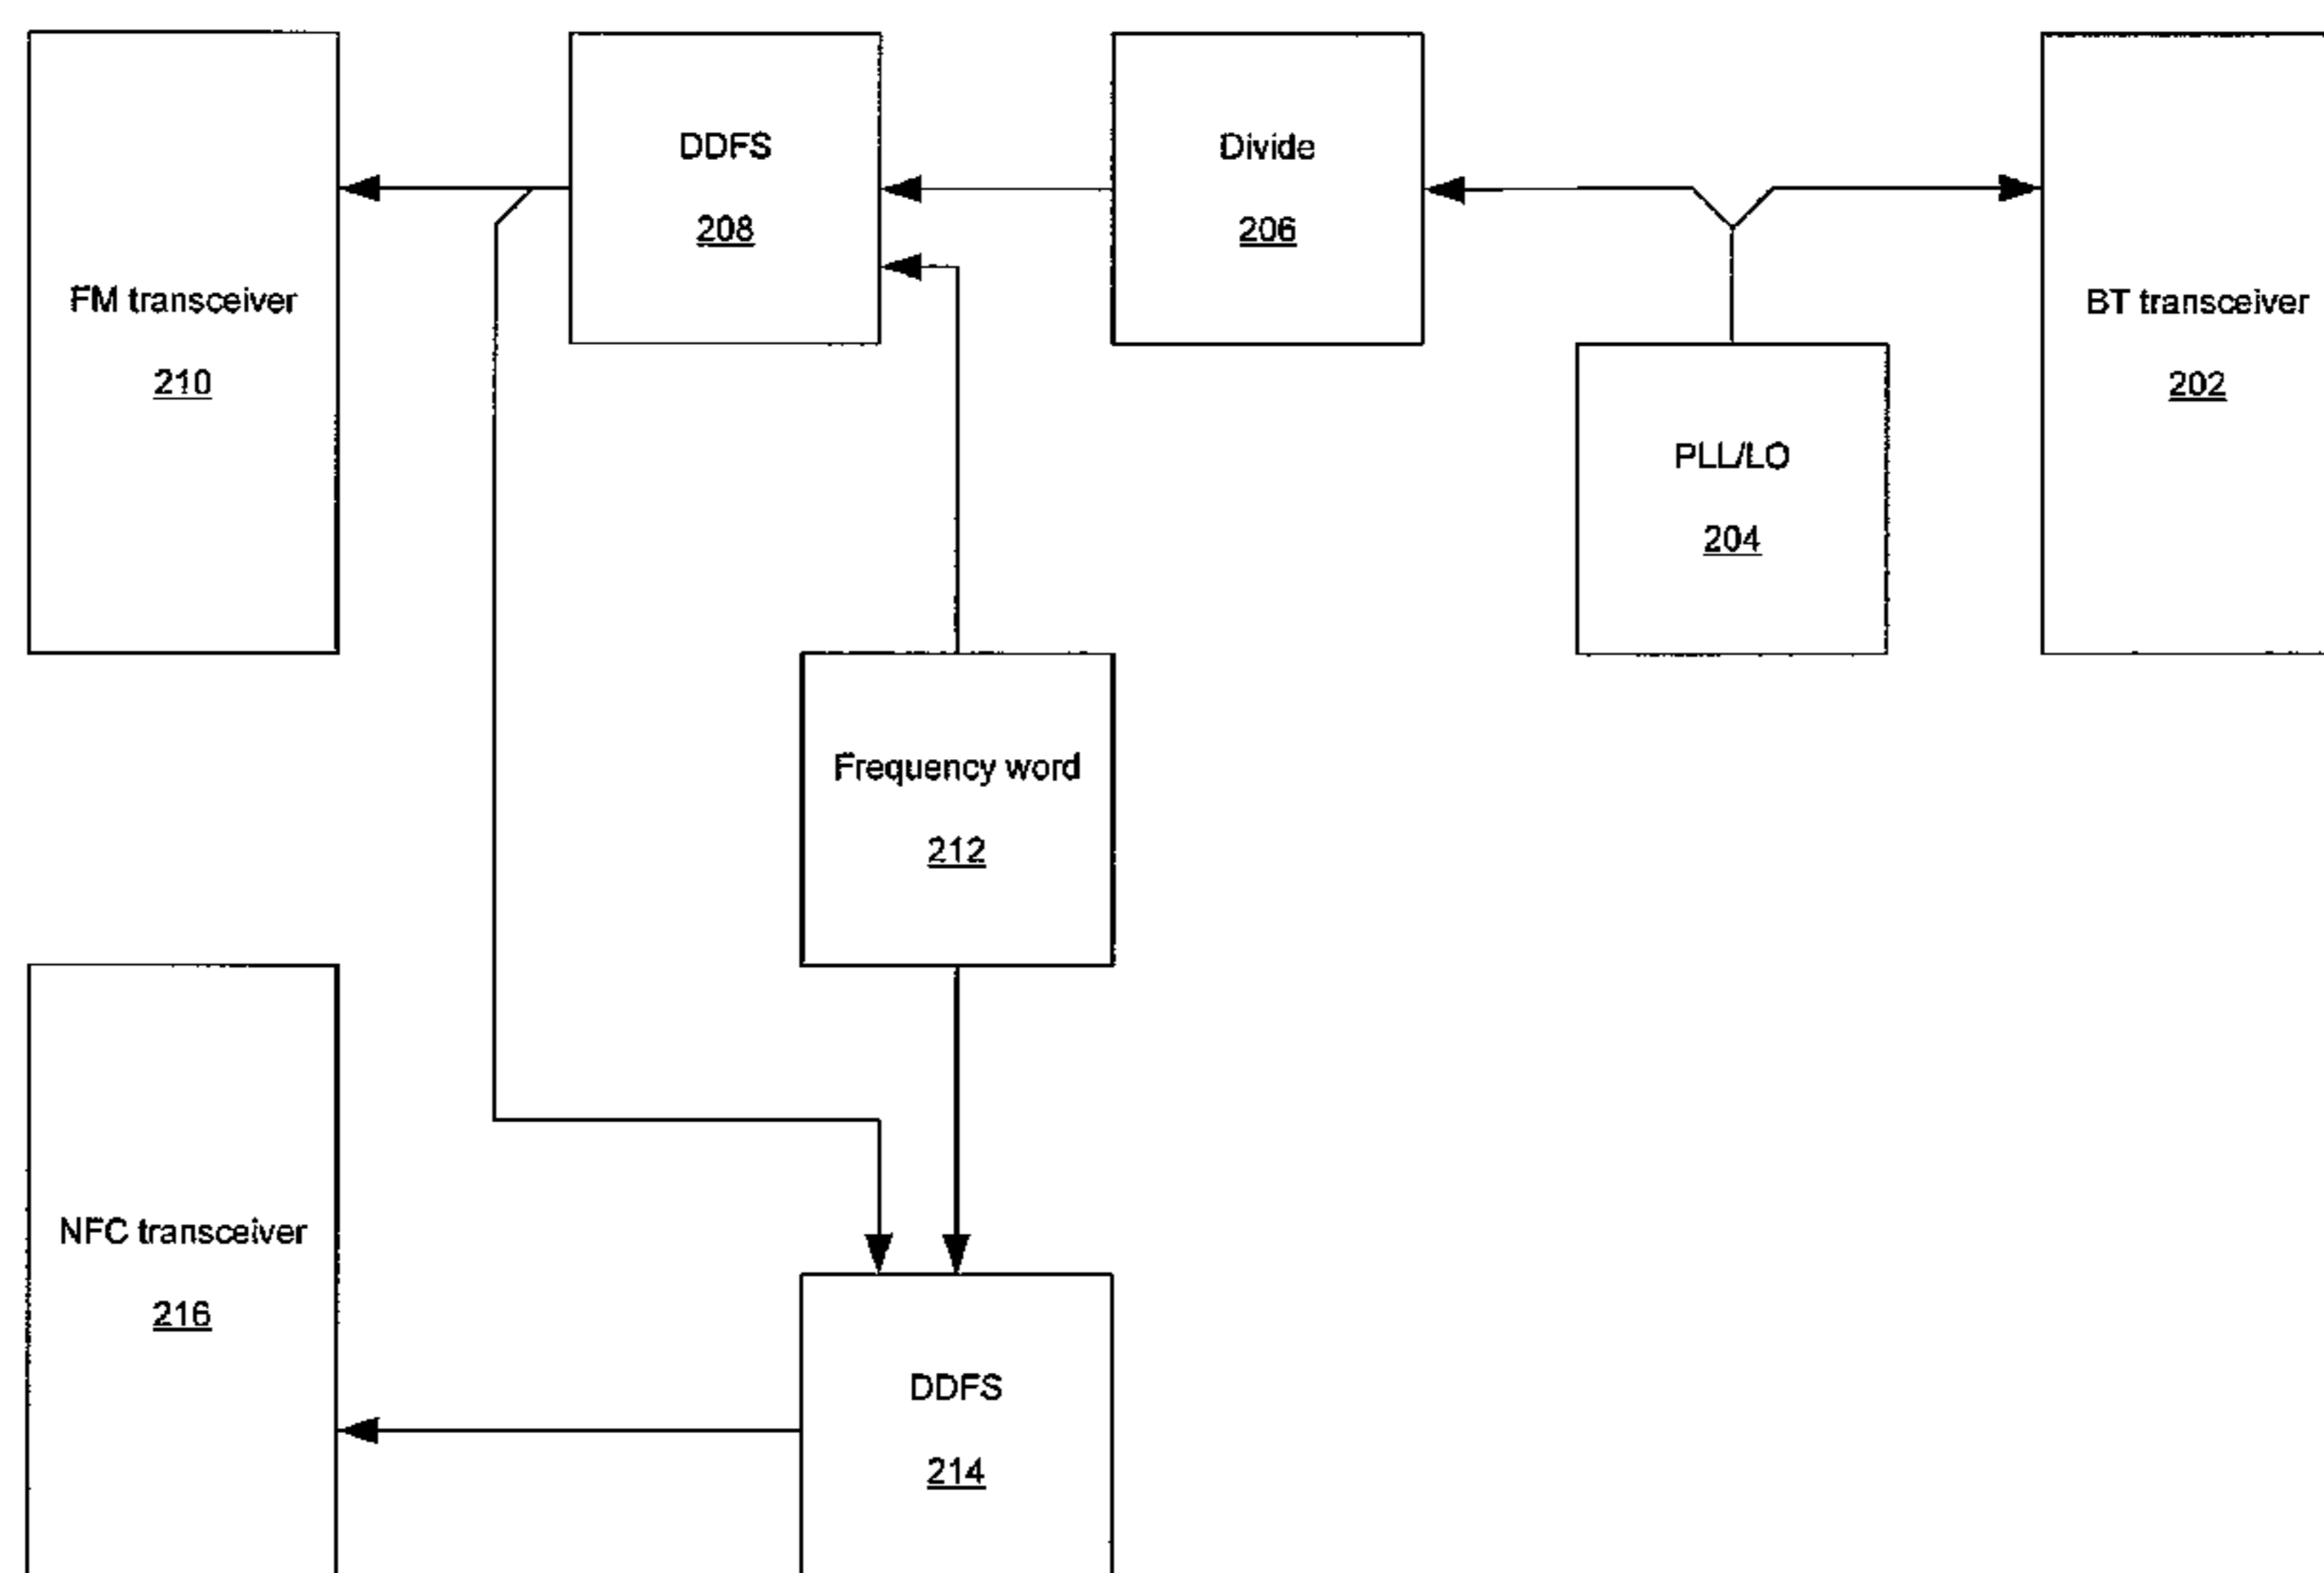 FM transceiver
210
DDFS
208
Divide
206
BT transceiver
202
PLL/LO
204
Frequency word
212
NFC transceiver
216
DDFS
214